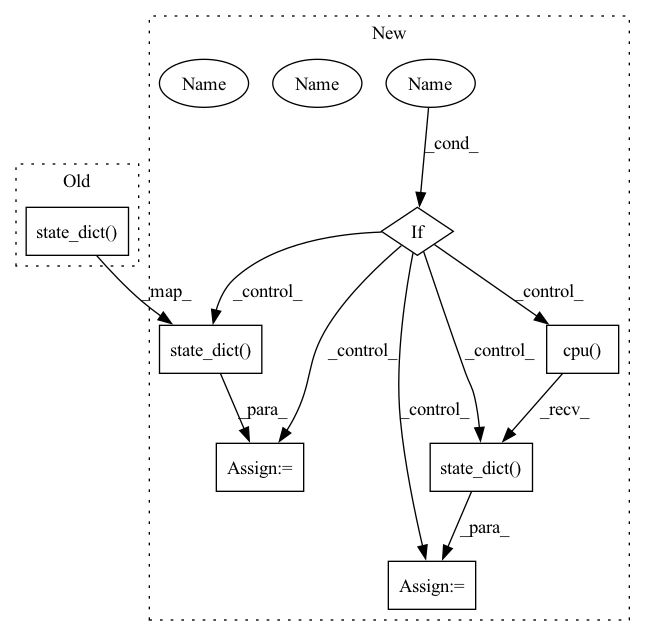 New
Name
Name
Name
_cond_
Old
state_dict()
If
_map_
_control_
_control_
state_dict()
_control_
_control_
cpu()
_para_
_control_
_recv_
Assign:=
state_dict()
_para_
Assign:=